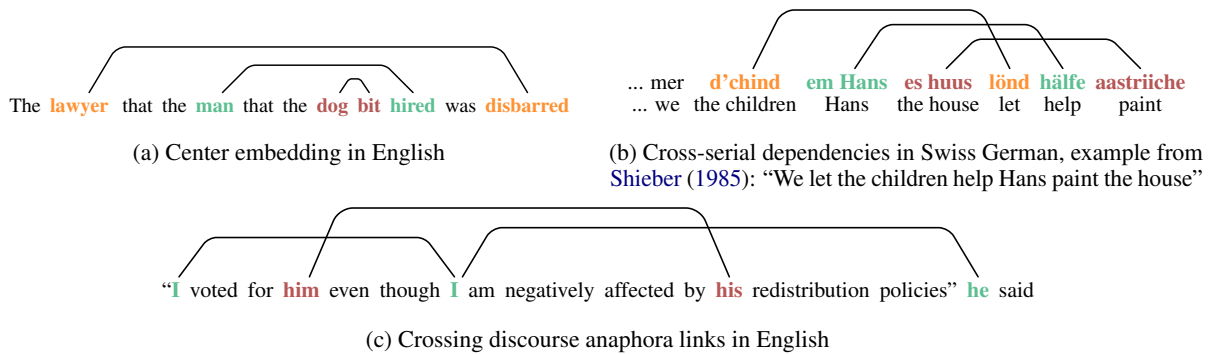 The lawyer that the man that the dog bit hired was disbarred
(a) Center embedding in English
... mer d'chind em Hans es huus lönd hälfe aastriiche
... we the children Hans the house let help paint
(b) Cross-serial dependencies in Swiss German, example from
Shieber (1985): “We let the children help Hans paint the house”
“I voted for him even though I am negatively affected by his redistribution policies” he said
(c) Crossing discourse anaphora links in English